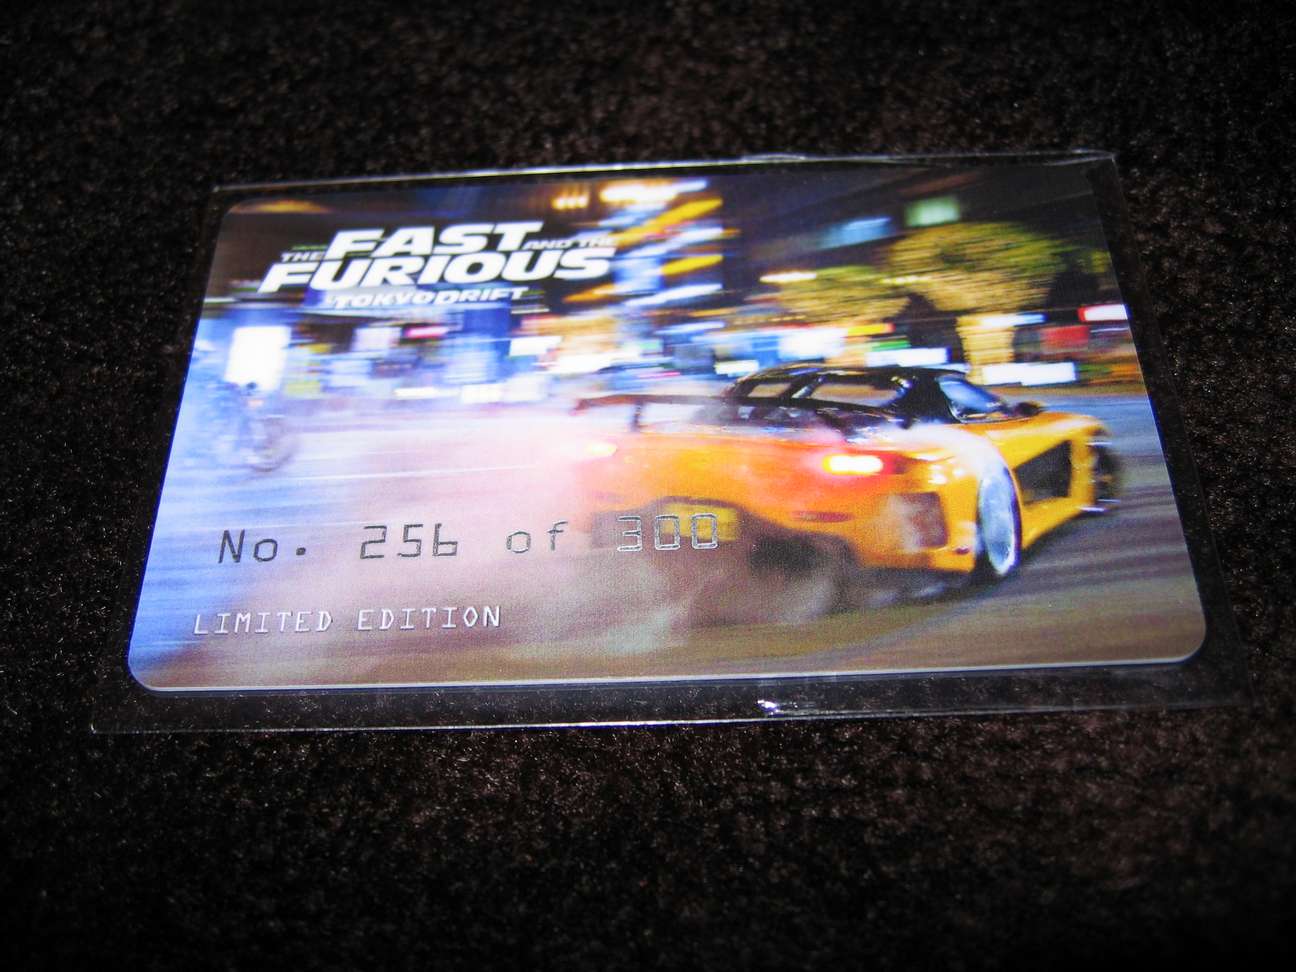 THE FAST AND THE
FURIOUS
TOKYO DRIFT
No. 256 of 300
LIMITED EDITION